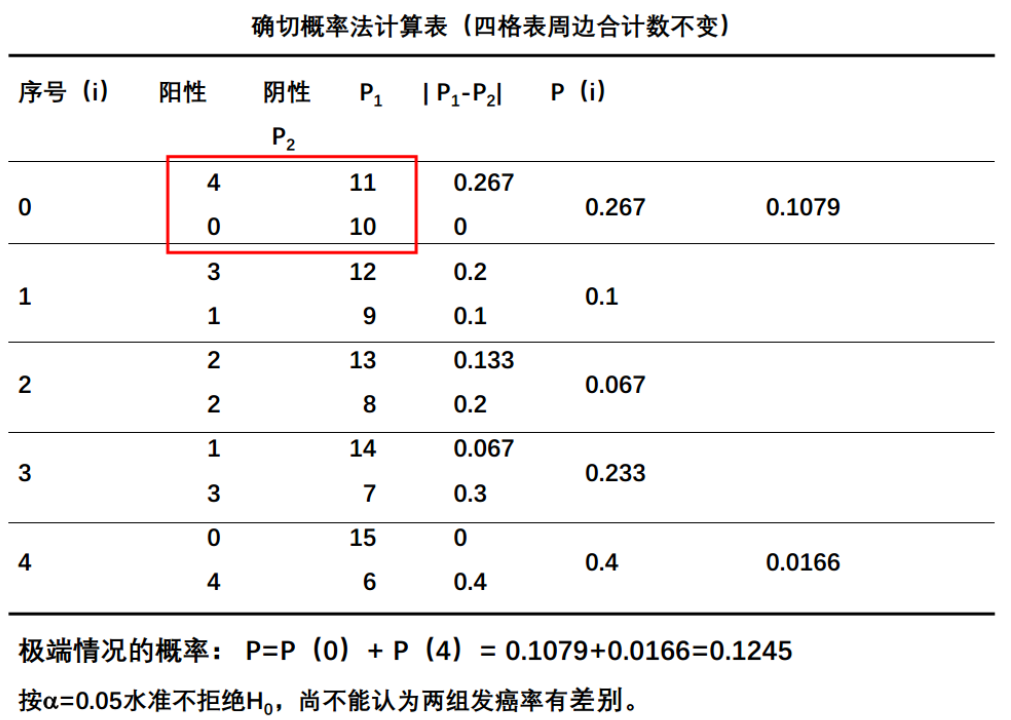 确切概率法计算表（四格表周边合计数不变）
序号（i） 阳性 阴性 P₁ | P₁-P₂| P（i）
P₂
4 11 0.267
0 0.267 0.1079
0 10 0
3 12 0.2
1 0.1
1 9 0.1
2 13 0.133
2 0.067
2 8 0.2
1 14 0.067
3 0.233
3 7 0.3
0 15 0
4 0.4 0.0166
4 6 0.4
极端情况的概率： P=P（0）+ P（4）= 0.1079+0.0166=0.1245
按α=0.05水准不拒绝H₀，尚不能认为两组发癌率有差别。